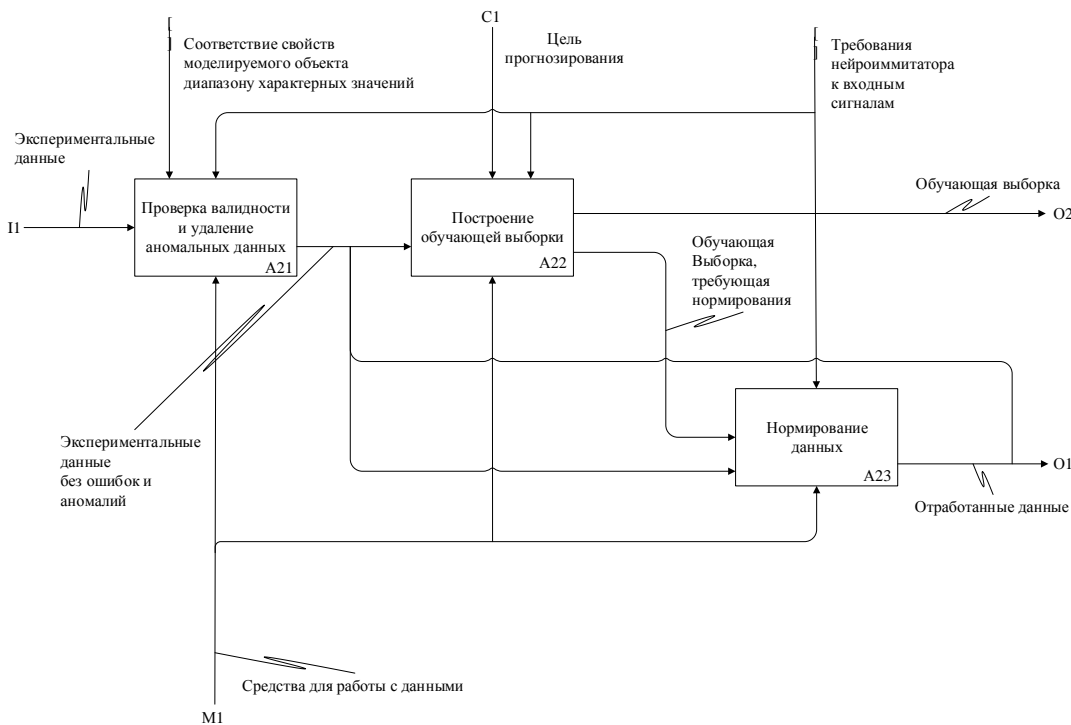 C1
Соответствие свойств
моделируемого объекта
диапазону характерных значений
Цель
прогнозирования
Требования
нейроиммитатора
к входным
сигналам
Экспериментальные
данные
I1
Проверка валидности
и удаление
аномальных данных
A21
Построение
обучающей выборки
A22
Обучающая выборка
O2
Обучающая
Выборка,
требующая
нормирования
Экспериментальные
данные
без ошибок и
аномалий
Нормирование
данных
A23
O1
Отработанные данные
Средства для работы с данными
M1